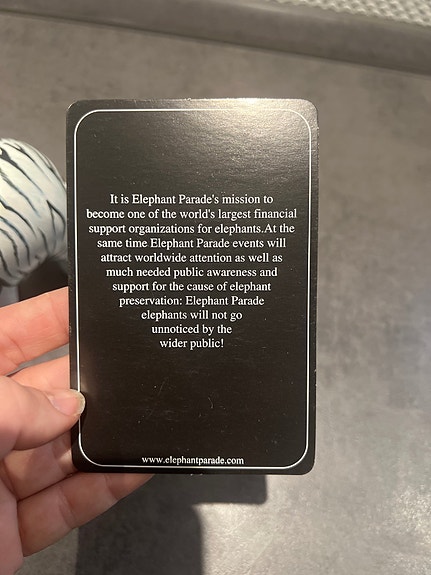 It is Elephant Parade's mission to
become one of the world's largest financial
support organizations for elephants.At the
same time Elephant Parade events will
attract worldwide attention as well as
much needed public awareness and
support for the cause of elephant
preservation: Elephant Parade
elephants will not go
unnoticed by the
wider public!
www.elephantparade.com